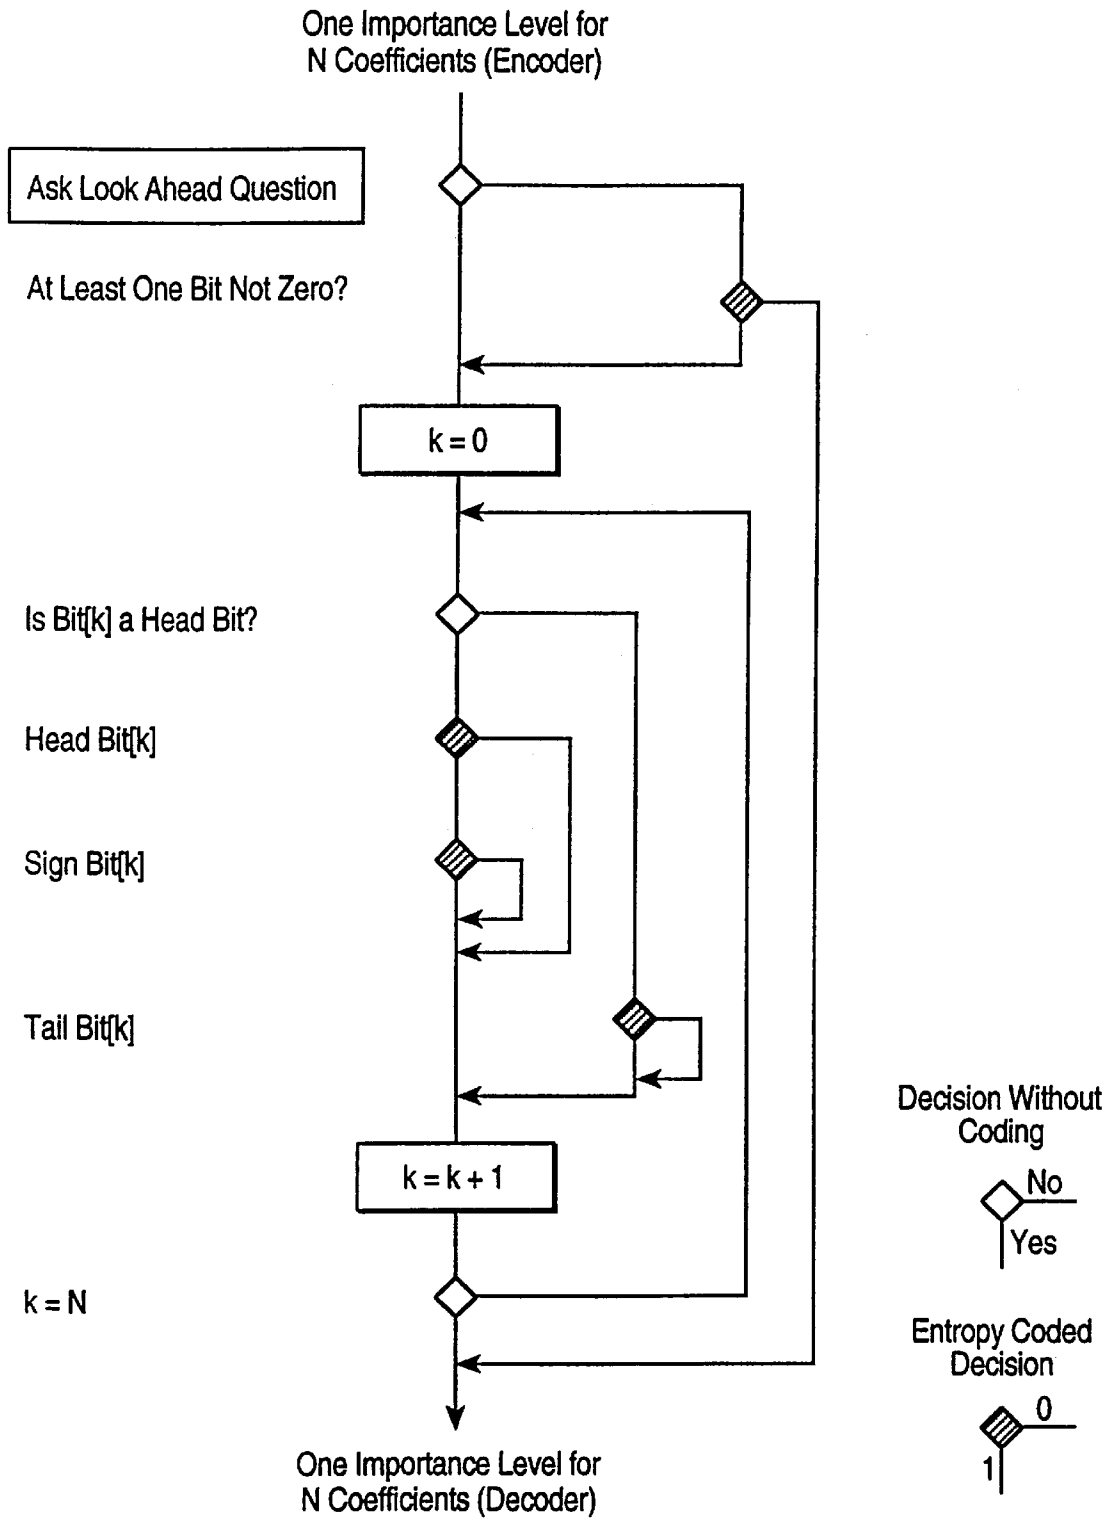 One Importance Level for
N Coefficients (Encoder)
Ask Look Ahead Question
At Least One Bit Not Zero?
k = 0
Is Bit[k] a Head Bit?
Head Bit[k]
Sign Bit[k]
Tail Bit[k]
k = k + 1
k = N
One Importance Level for
N Coefficients (Decoder)
Decision Without
Coding
No
Yes
Entropy Coded
Decision
0
1